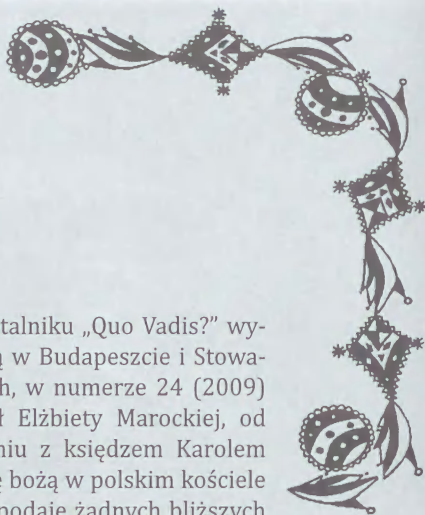 talniku „Quo Vadis?” wy-
ą w Budapeszcie i Stowa-
h, w numerze 24 (2009)
ł Elżbiety Marockiej, od
niu z księdzem Karolem
ę bożą w polskim kościele
podaje żadnych bliższych